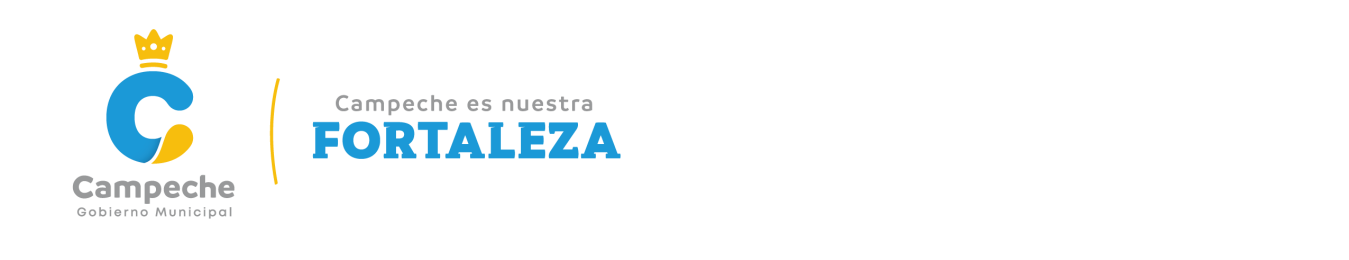 Campeche
Gobierno Municipal
Campeche es nuestra
FORTALEZA